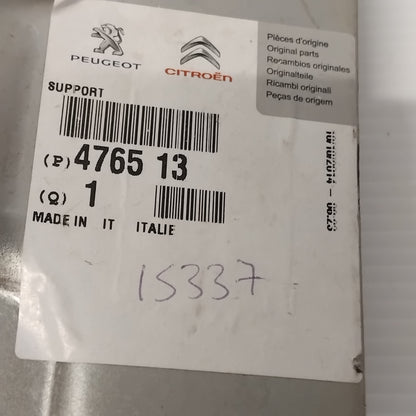 PEUGEOT
CITROËN
Pièces d'origine
Original parts
Recambios originales
Originalteile
Ricambi originali
Peças de origem
SUPPORT
(P) 4765 13
(Q) 1
MADE IN IT ITALIE
15337